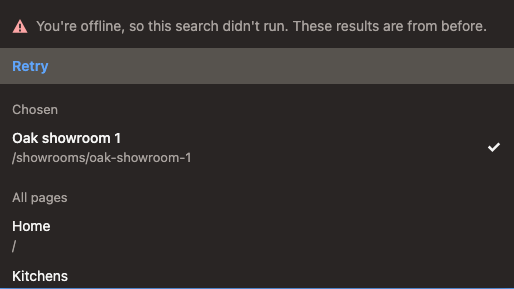 You're offline, so this search didn't run. These results are from before.
Retry
Chosen
Oak showroom 1
/showrooms/oak-showroom-1
All pages
Home
/
Kitchens